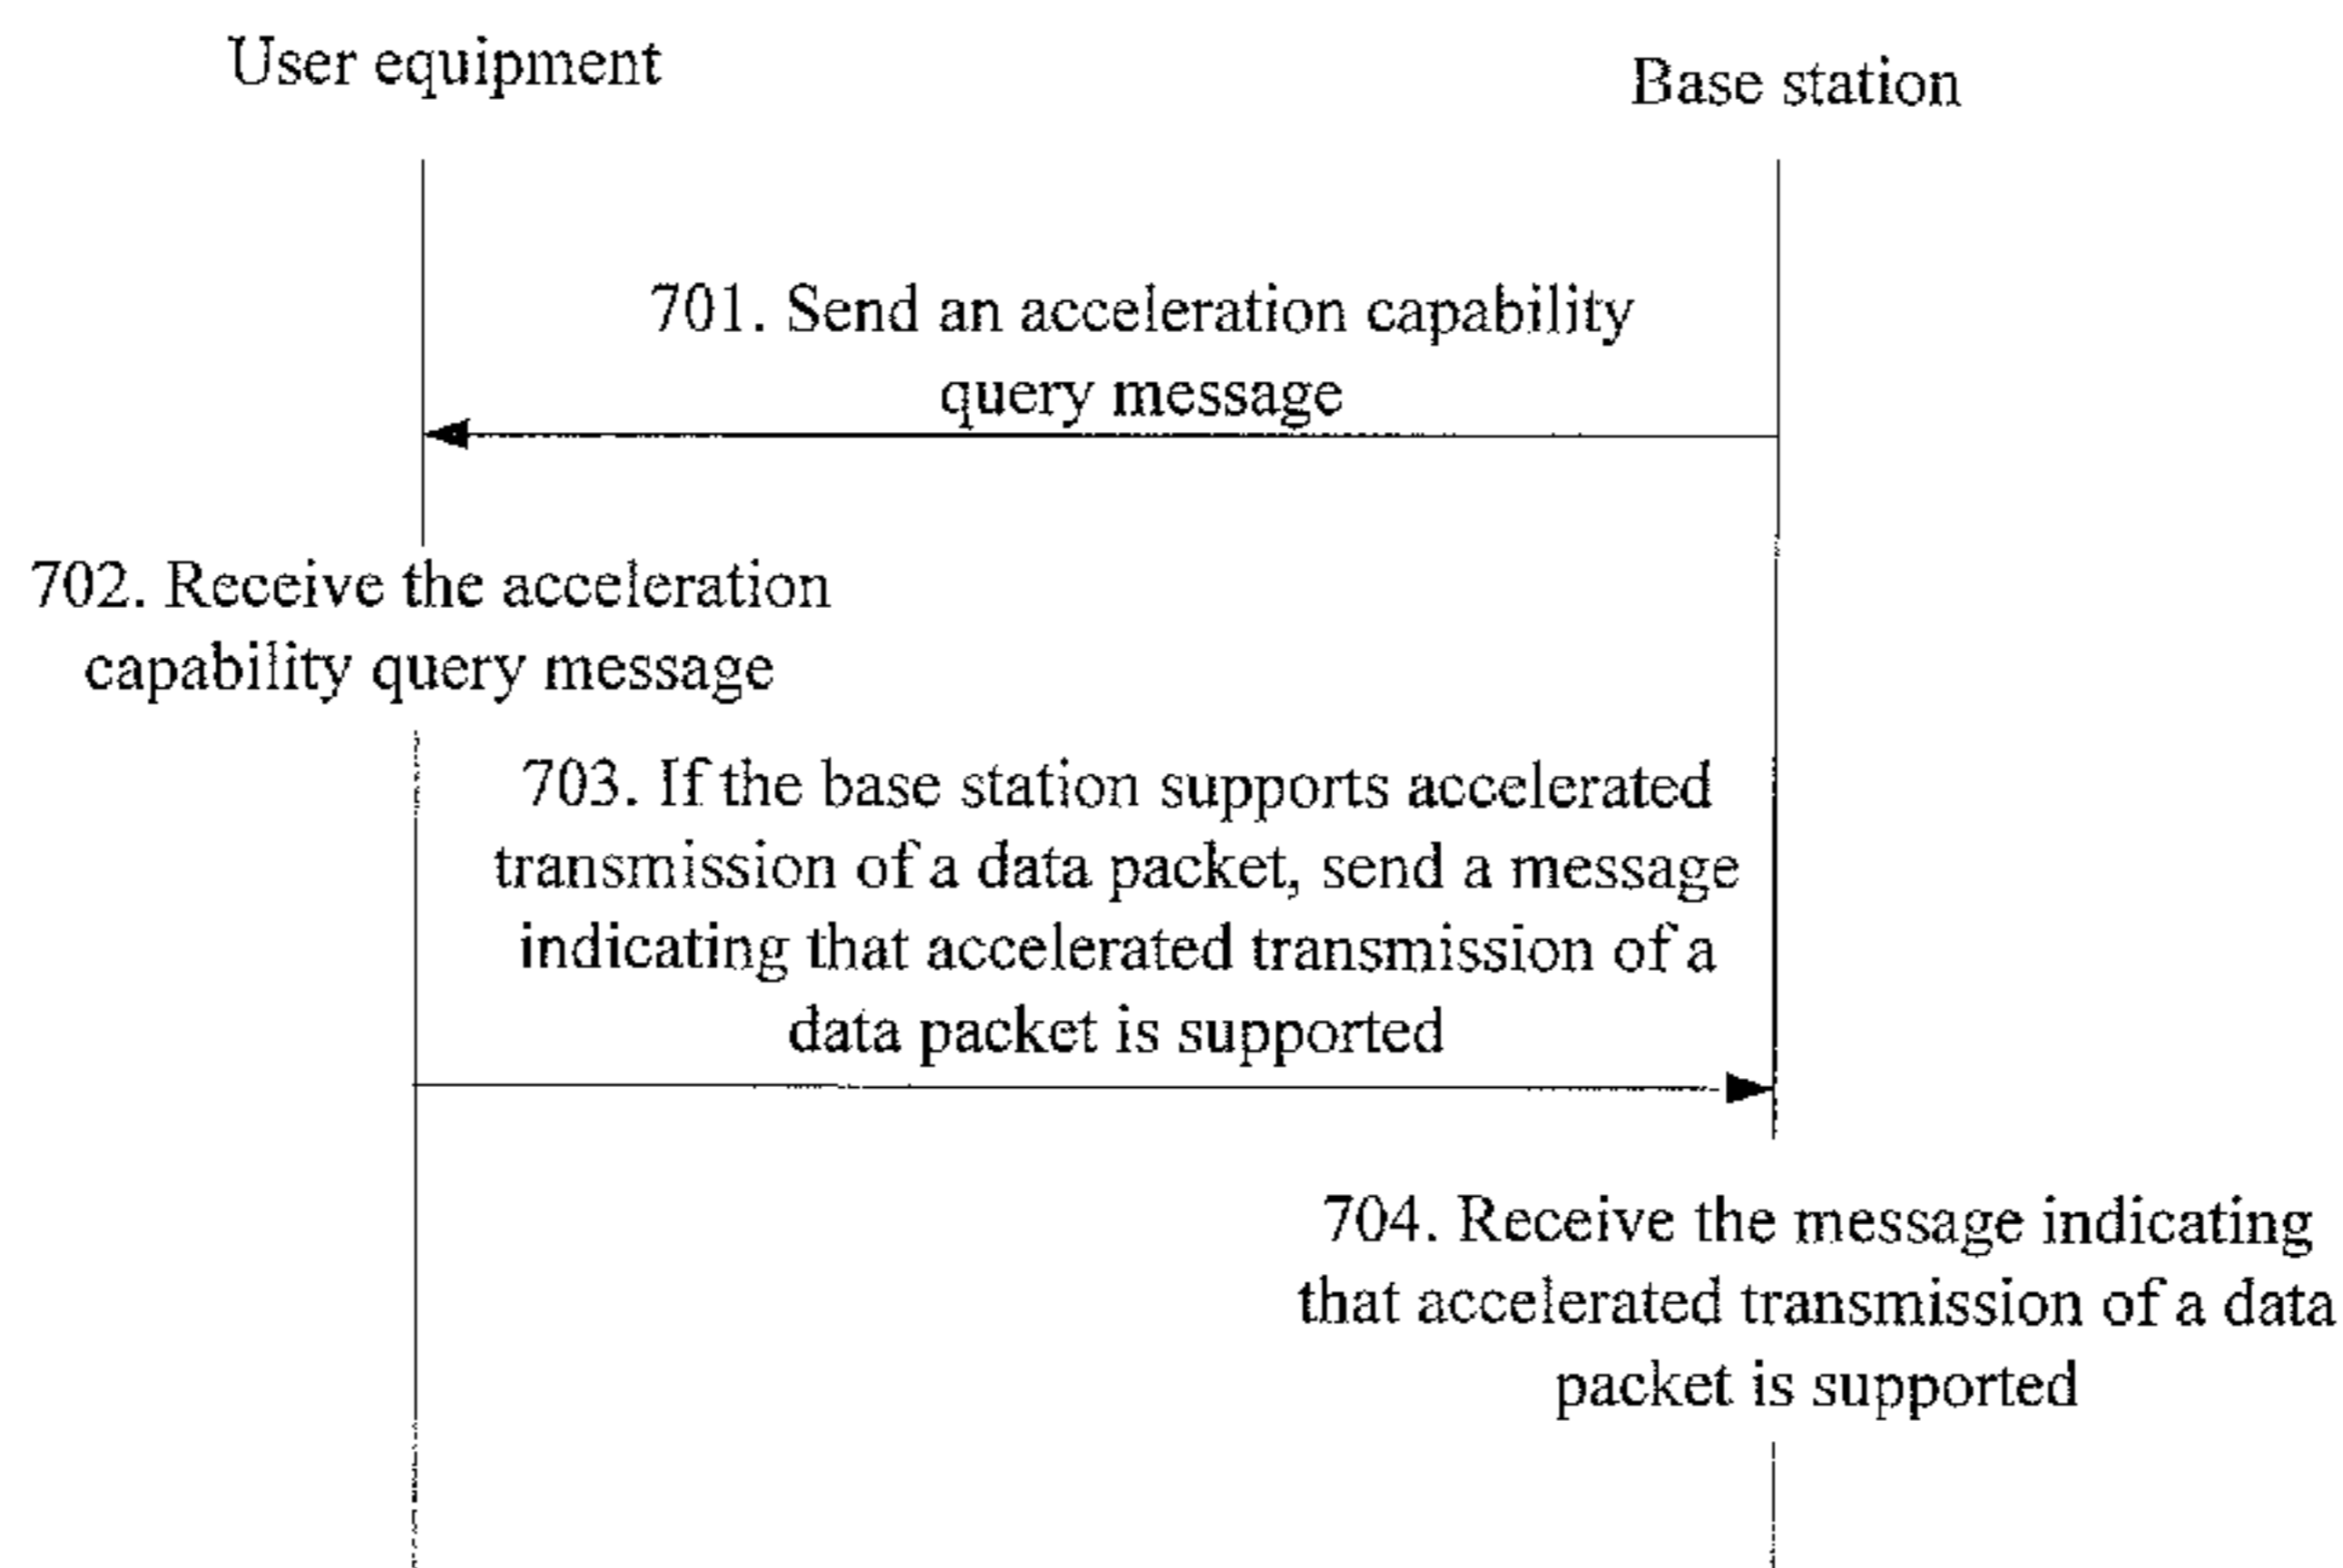 User equipment
Base station
701. Send an acceleration capability
query message
702. Receive the acceleration
capability query message
703. If the base station supports accelerated
transmission of a data packet, send a message
indicating that accelerated transmission of a
data packet is supported
704. Receive the message indicating
that accelerated transmission of a data
packet is supported